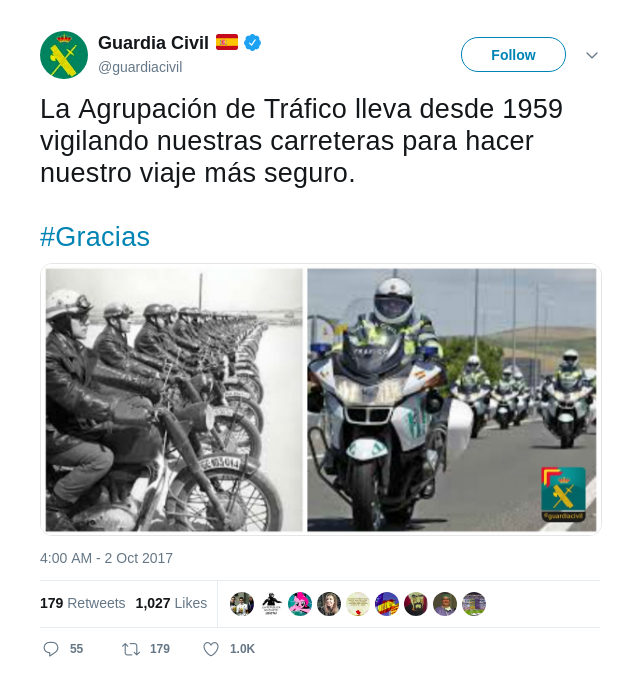 Guardia Civil
@guardiacivil
Follow
La Agrupación de Tráfico lleva desde 1959
vigilando nuestras carreteras para hacer
nuestro viaje más seguro.
#Gracias
TRAFICO
@guardiacivil
4:00 AM - 2 Oct 2017
179 Retweets 1,027 Likes
55 179 1.0K